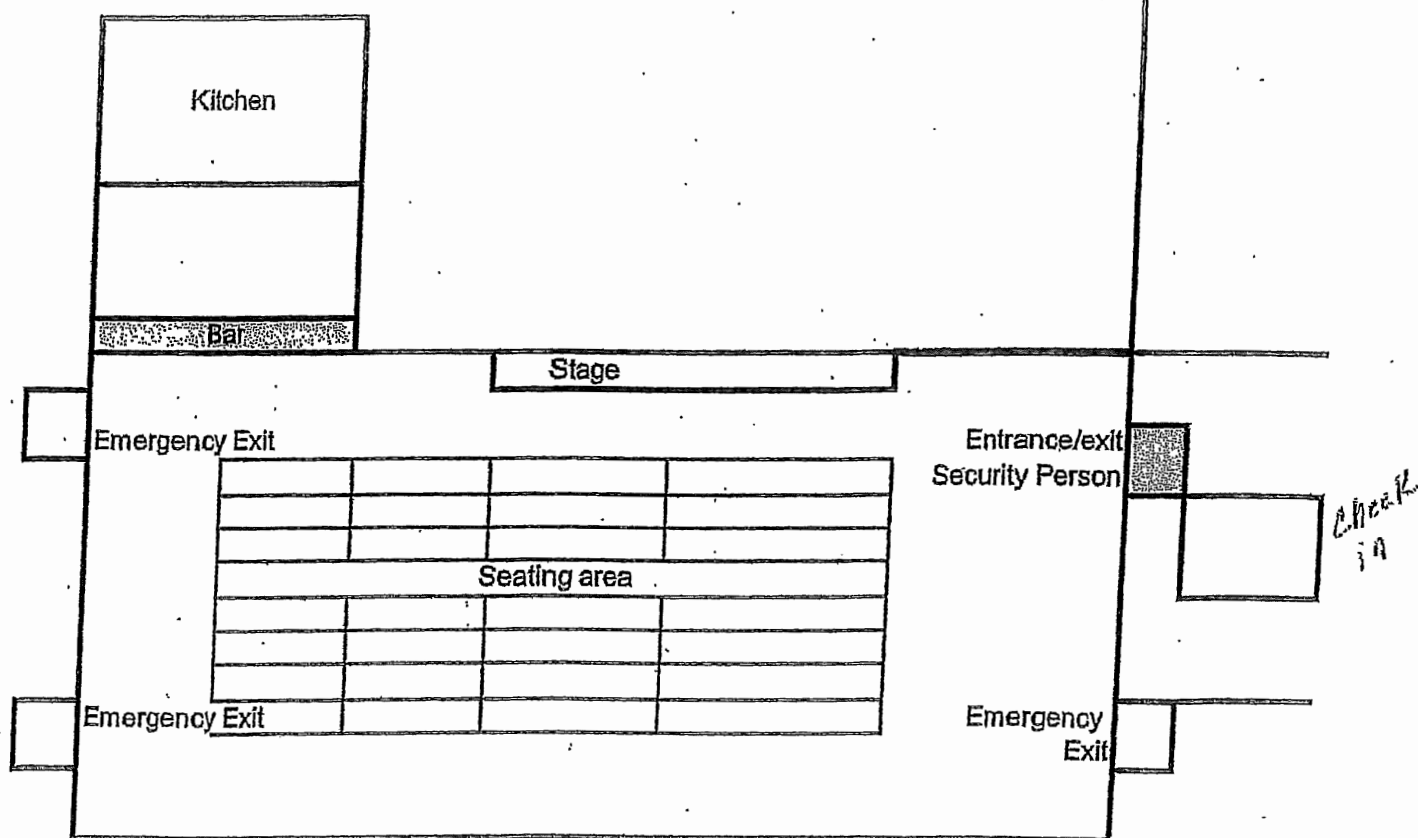 Kitchen
Bar
Stage
Emergency Exit
Entrance/exit
Security Person
Check
in
Seating area
Emergency Exit
Emergency
Exit